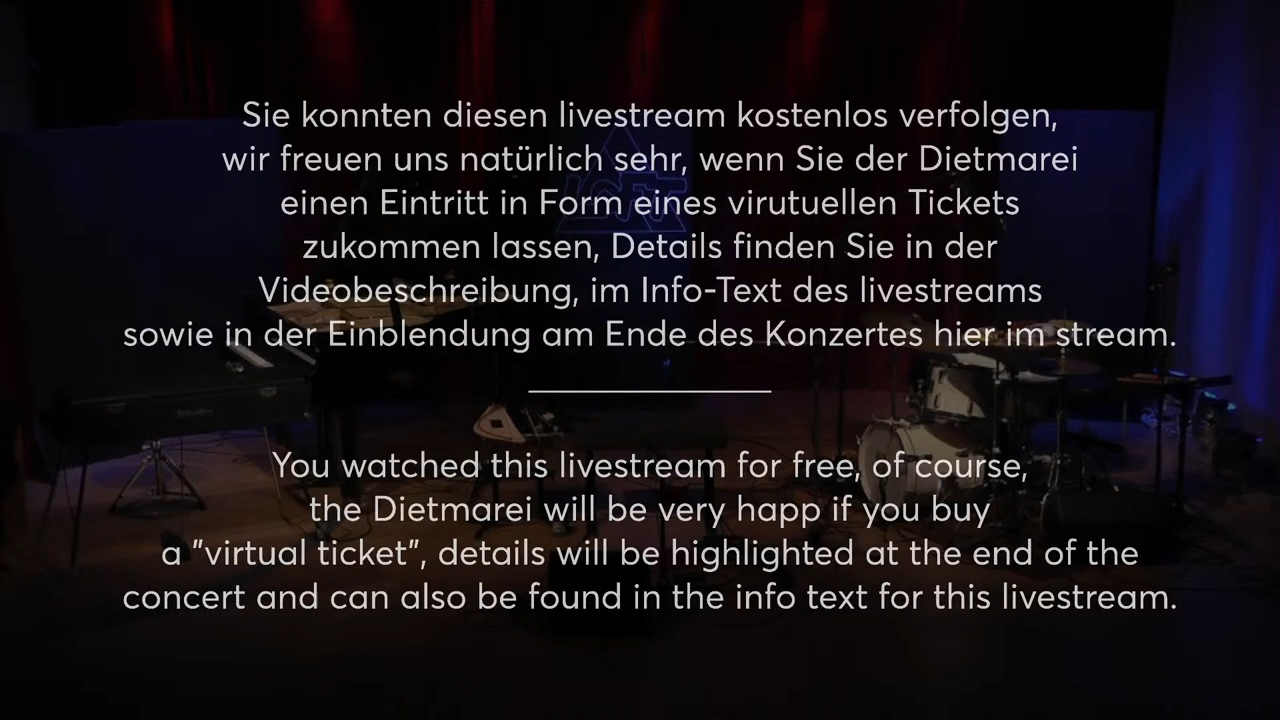 Sie konnten diesen livestream kostenlos verfolgen,
wir freuen uns natürlich sehr, wenn Sie der Dietmarei
einen Eintritt in Form eines virutuellen Tickets
zukommen lassen, Details finden Sie in der
Videobeschreibung, im Info-Text des livestreams
sowie in der Einblendung am Ende des Konzertes hier im stream.
You watched this livestream for free, of course,
the Dietmarei will be very happ if you buy
a "virtual ticket", details will be highlighted at the end of the
concert and can also be found in the info text for this livestream.
LOFT